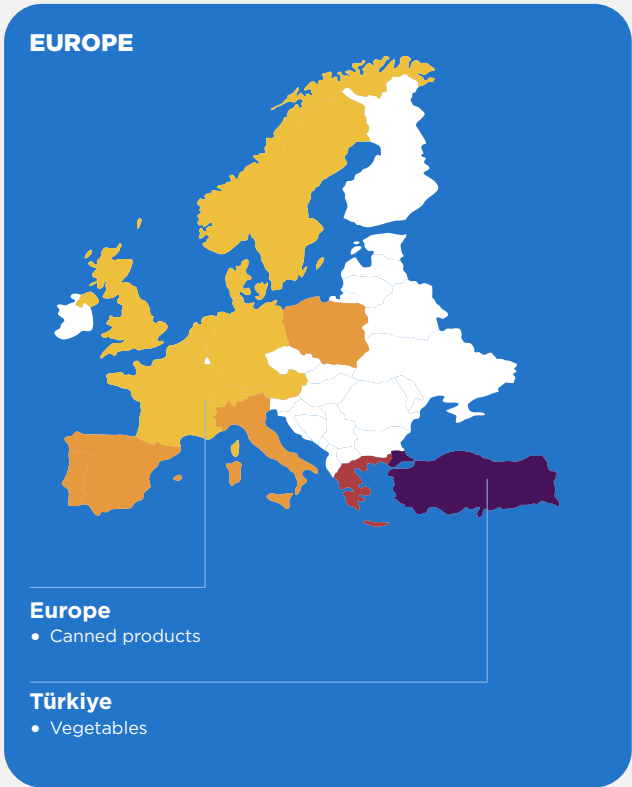 EUROPE
Europe
• Canned products
Türkiye
• Vegetables